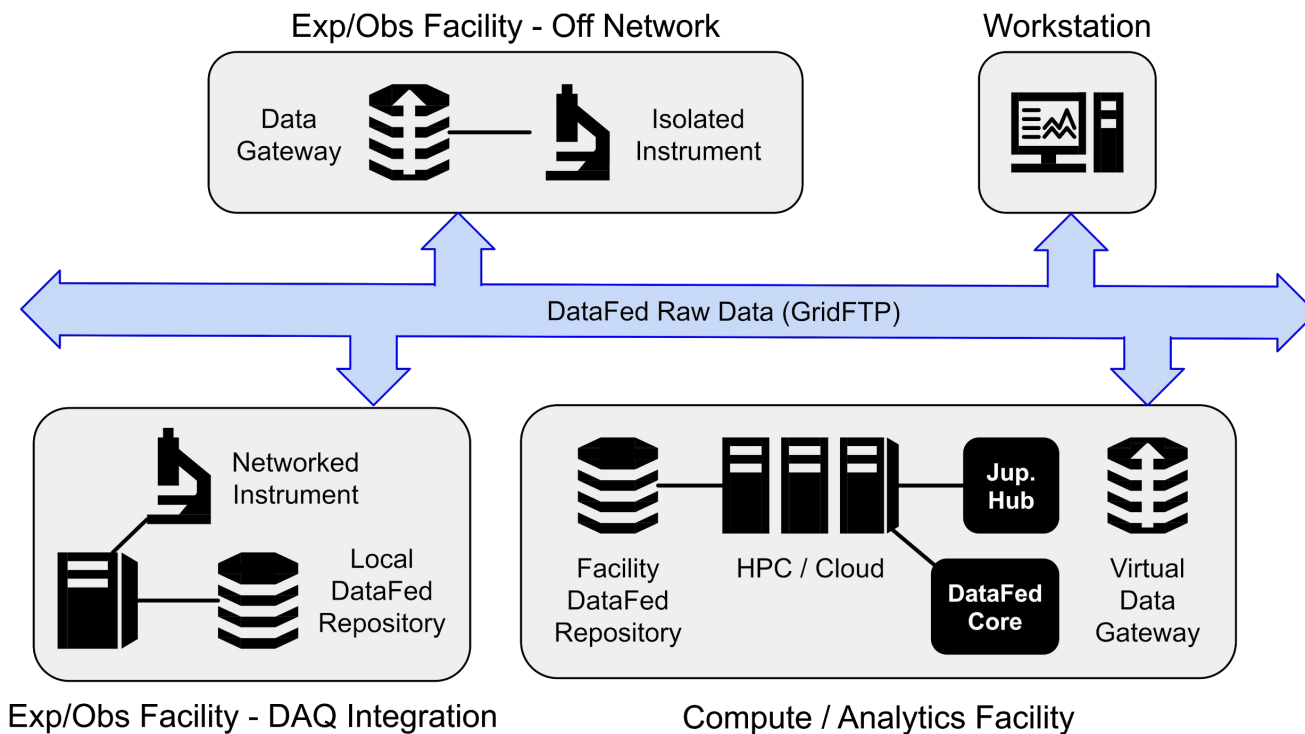 Exp/Obs Facility - Off Network
Workstation
Data
Gateway
Isolated
Instrument
DataFed Raw Data (GridFTP)
Networked
Instrument
Local
DataFed
Repository
Facility
DataFed
Repository
HPC / Cloud
Jup.
Hub
DataFed
Core
Virtual
Data
Gateway
Exp/Obs Facility - DAQ Integration
Compute / Analytics Facility